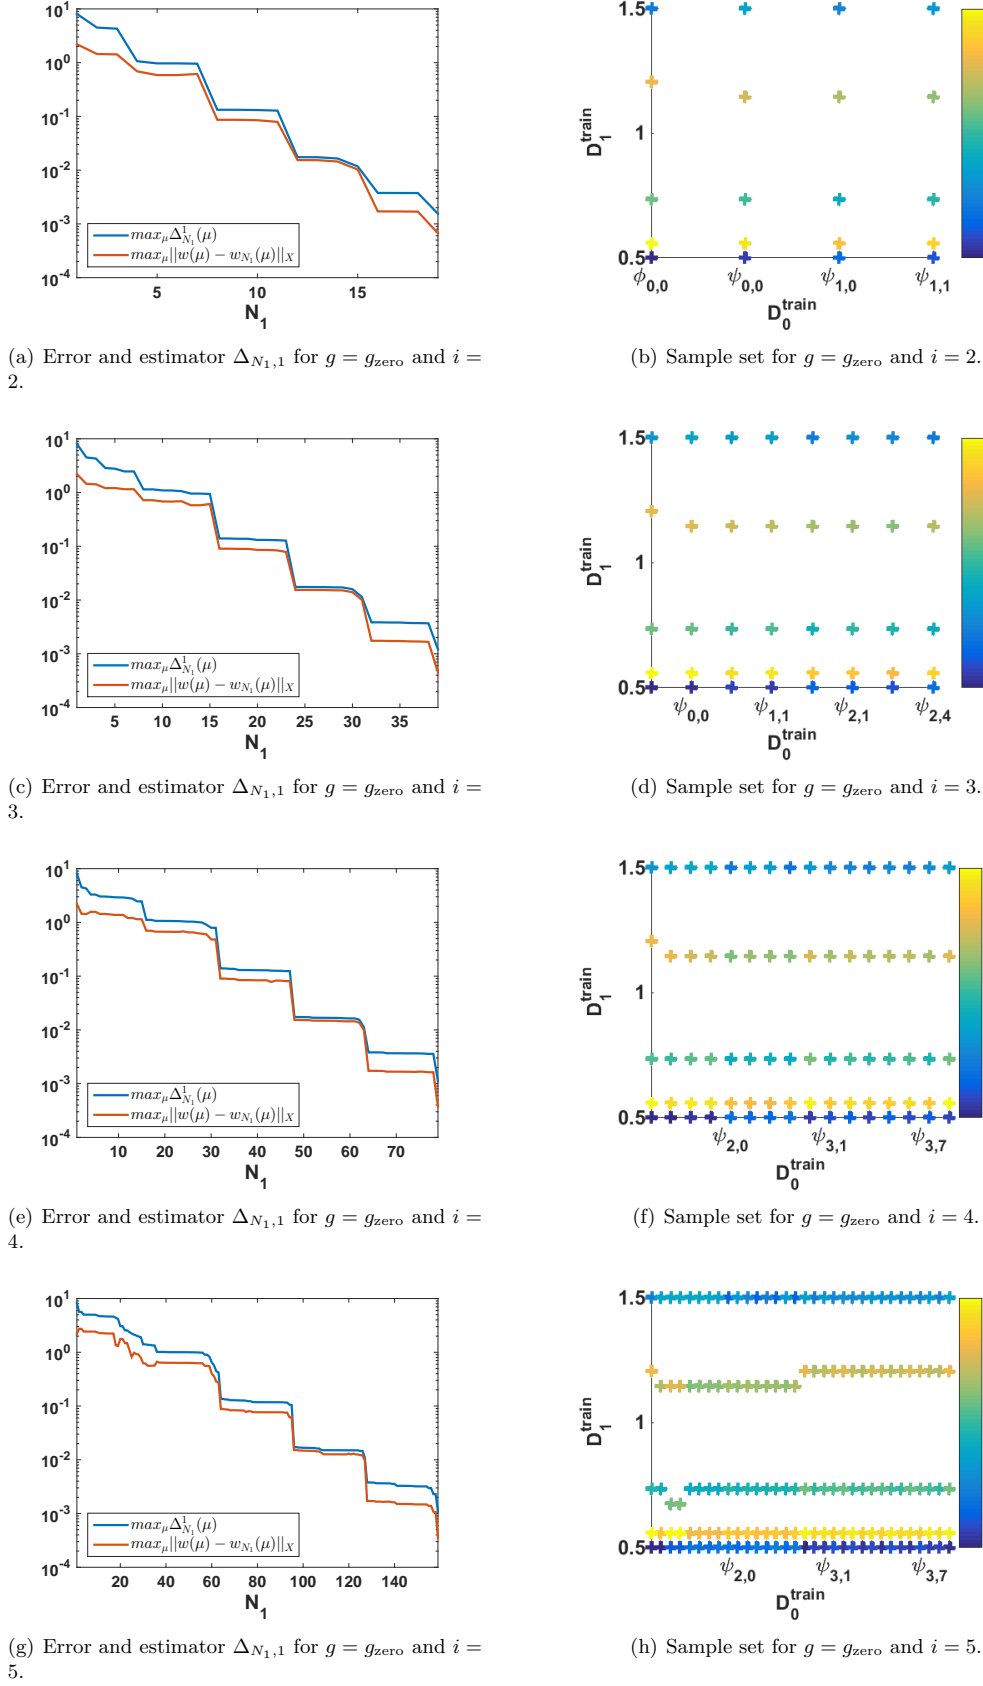 10^1
10^0
10^-1
10^-2
10^-3
10^-4
5 10 15
N_1
max_μ Δ^1_{N_1}(μ)
max_μ||w(μ) − w_{N_1}(μ)||_X
1.5
1
0.5
D_1^train
ϕ_{0,0} ψ_{0,0} ψ_{1,0} ψ_{1,1}
D_0^train
(a) Error and estimator Δ_{N_1,1} for g = g_zero and i =
2.
(b) Sample set for g = g_zero and i = 2.
10^1
10^0
10^-1
10^-2
10^-3
10^-4
5 10 15 20 25 30 35
N_1
max_μ Δ^1_{N_1}(μ)
max_μ||w(μ) − w_{N_1}(μ)||_X
1.5
1
0.5
D_1^train
ψ_{0,0} ψ_{1,1} ψ_{2,1} ψ_{2,4}
D_0^train
(c) Error and estimator Δ_{N_1,1} for g = g_zero and i =
3.
(d) Sample set for g = g_zero and i = 3.
10^1
10^0
10^-1
10^-2
10^-3
10^-4
10 20 30 40 50 60 70
N_1
max_μ Δ^1_{N_1}(μ)
max_μ||w(μ) − w_{N_1}(μ)||_X
1.5
1
0.5
D_1^train
ψ_{2,0} ψ_{3,1} ψ_{3,7}
D_0^train
(e) Error and estimator Δ_{N_1,1} for g = g_zero and i =
4.
(f) Sample set for g = g_zero and i = 4.
10^1
10^0
10^-1
10^-2
10^-3
10^-4
20 40 60 80 100 120 140
N_1
max_μ Δ^1_{N_1}(μ)
max_μ||w(μ) − w_{N_1}(μ)||_X
1.5
1
0.5
D_1^train
ψ_{2,0} ψ_{3,1} ψ_{3,7}
D_0^train
(g) Error and estimator Δ_{N_1,1} for g = g_zero and i =
5.
(h) Sample set for g = g_zero and i = 5.